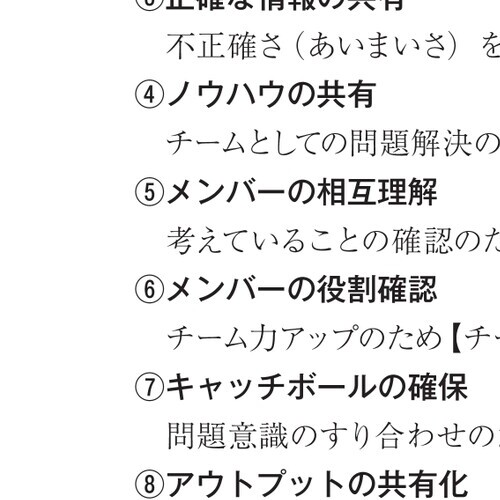 ③正確な情報の共有
不正確さ（あいまいさ）を
④ノウハウの共有
チームとしての問題解決の
⑤メンバーの相互理解
考えていることの確認のた
⑥メンバーの役割確認
チーム力アップのため【チー
⑦キャッチボールの確保
問題意識のすり合わせの
⑧アウトプットの共有化